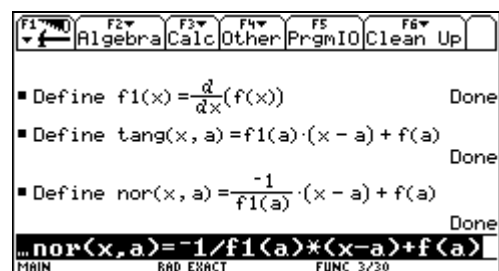 F1▼ F2▼ F3▼ F4▼ F5 F6▼
Algebra Calc Other PrgmIO Clean Up
▪ Define f1(x) = d/dx(f(x)) Done
▪ Define tang(x, a) = f1(a)·(x − a) + f(a)
Done
▪ Define nor(x, a) = -1/f1(a)·(x − a) + f(a)
Done
…nor(x,a)=-1/f1(a)*(x-a)+f(a)
MAIN RAD EXACT FUNC 3/30